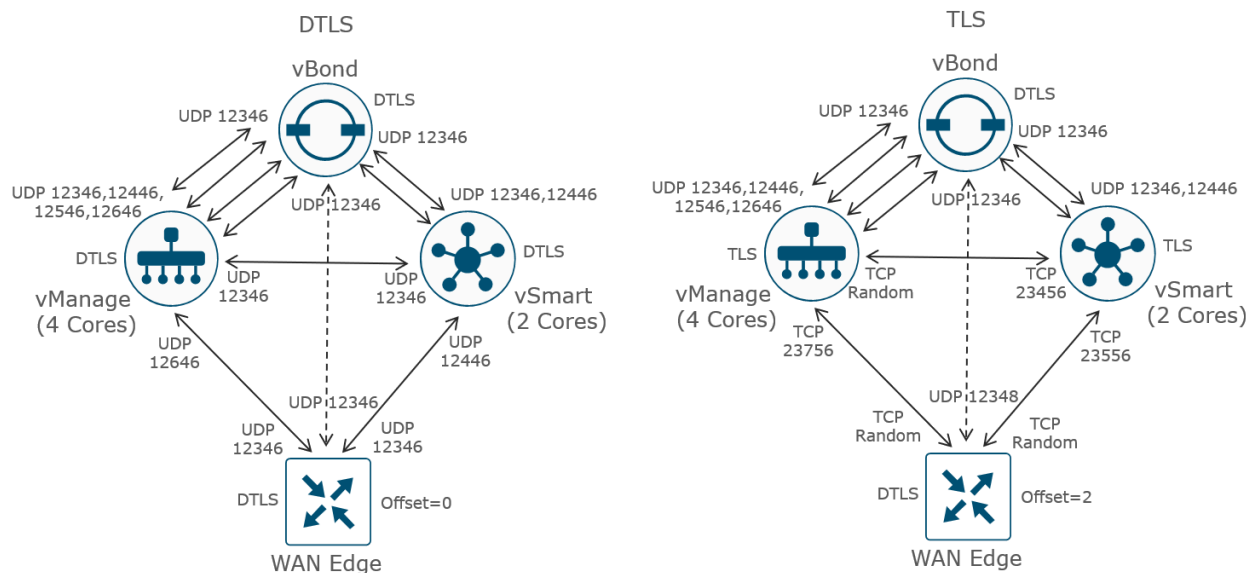 DTLS
vBond
DTLS
UDP 12346
UDP 12346
UDP 12346,12446,
12546,12646
UDP 12346
UDP 12346,12446
DTLS
DTLS
UDP
12346
UDP
12346
vManage
(4 Cores)
vSmart
(2 Cores)
UDP
12646
UDP
12446
UDP 12346
UDP
12346
UDP
12346
DTLS
Offset=0
WAN Edge
TLS
vBond
DTLS
UDP 12346
UDP 12346
UDP 12346,12446,
12546,12646
UDP 12346
UDP 12346,12446
TLS
TLS
TCP
Random
TCP
23456
vManage
(4 Cores)
vSmart
(2 Cores)
TCP
23756
TCP
23556
UDP 12348
TCP
Random
TCP
Random
DTLS
Offset=2
WAN Edge